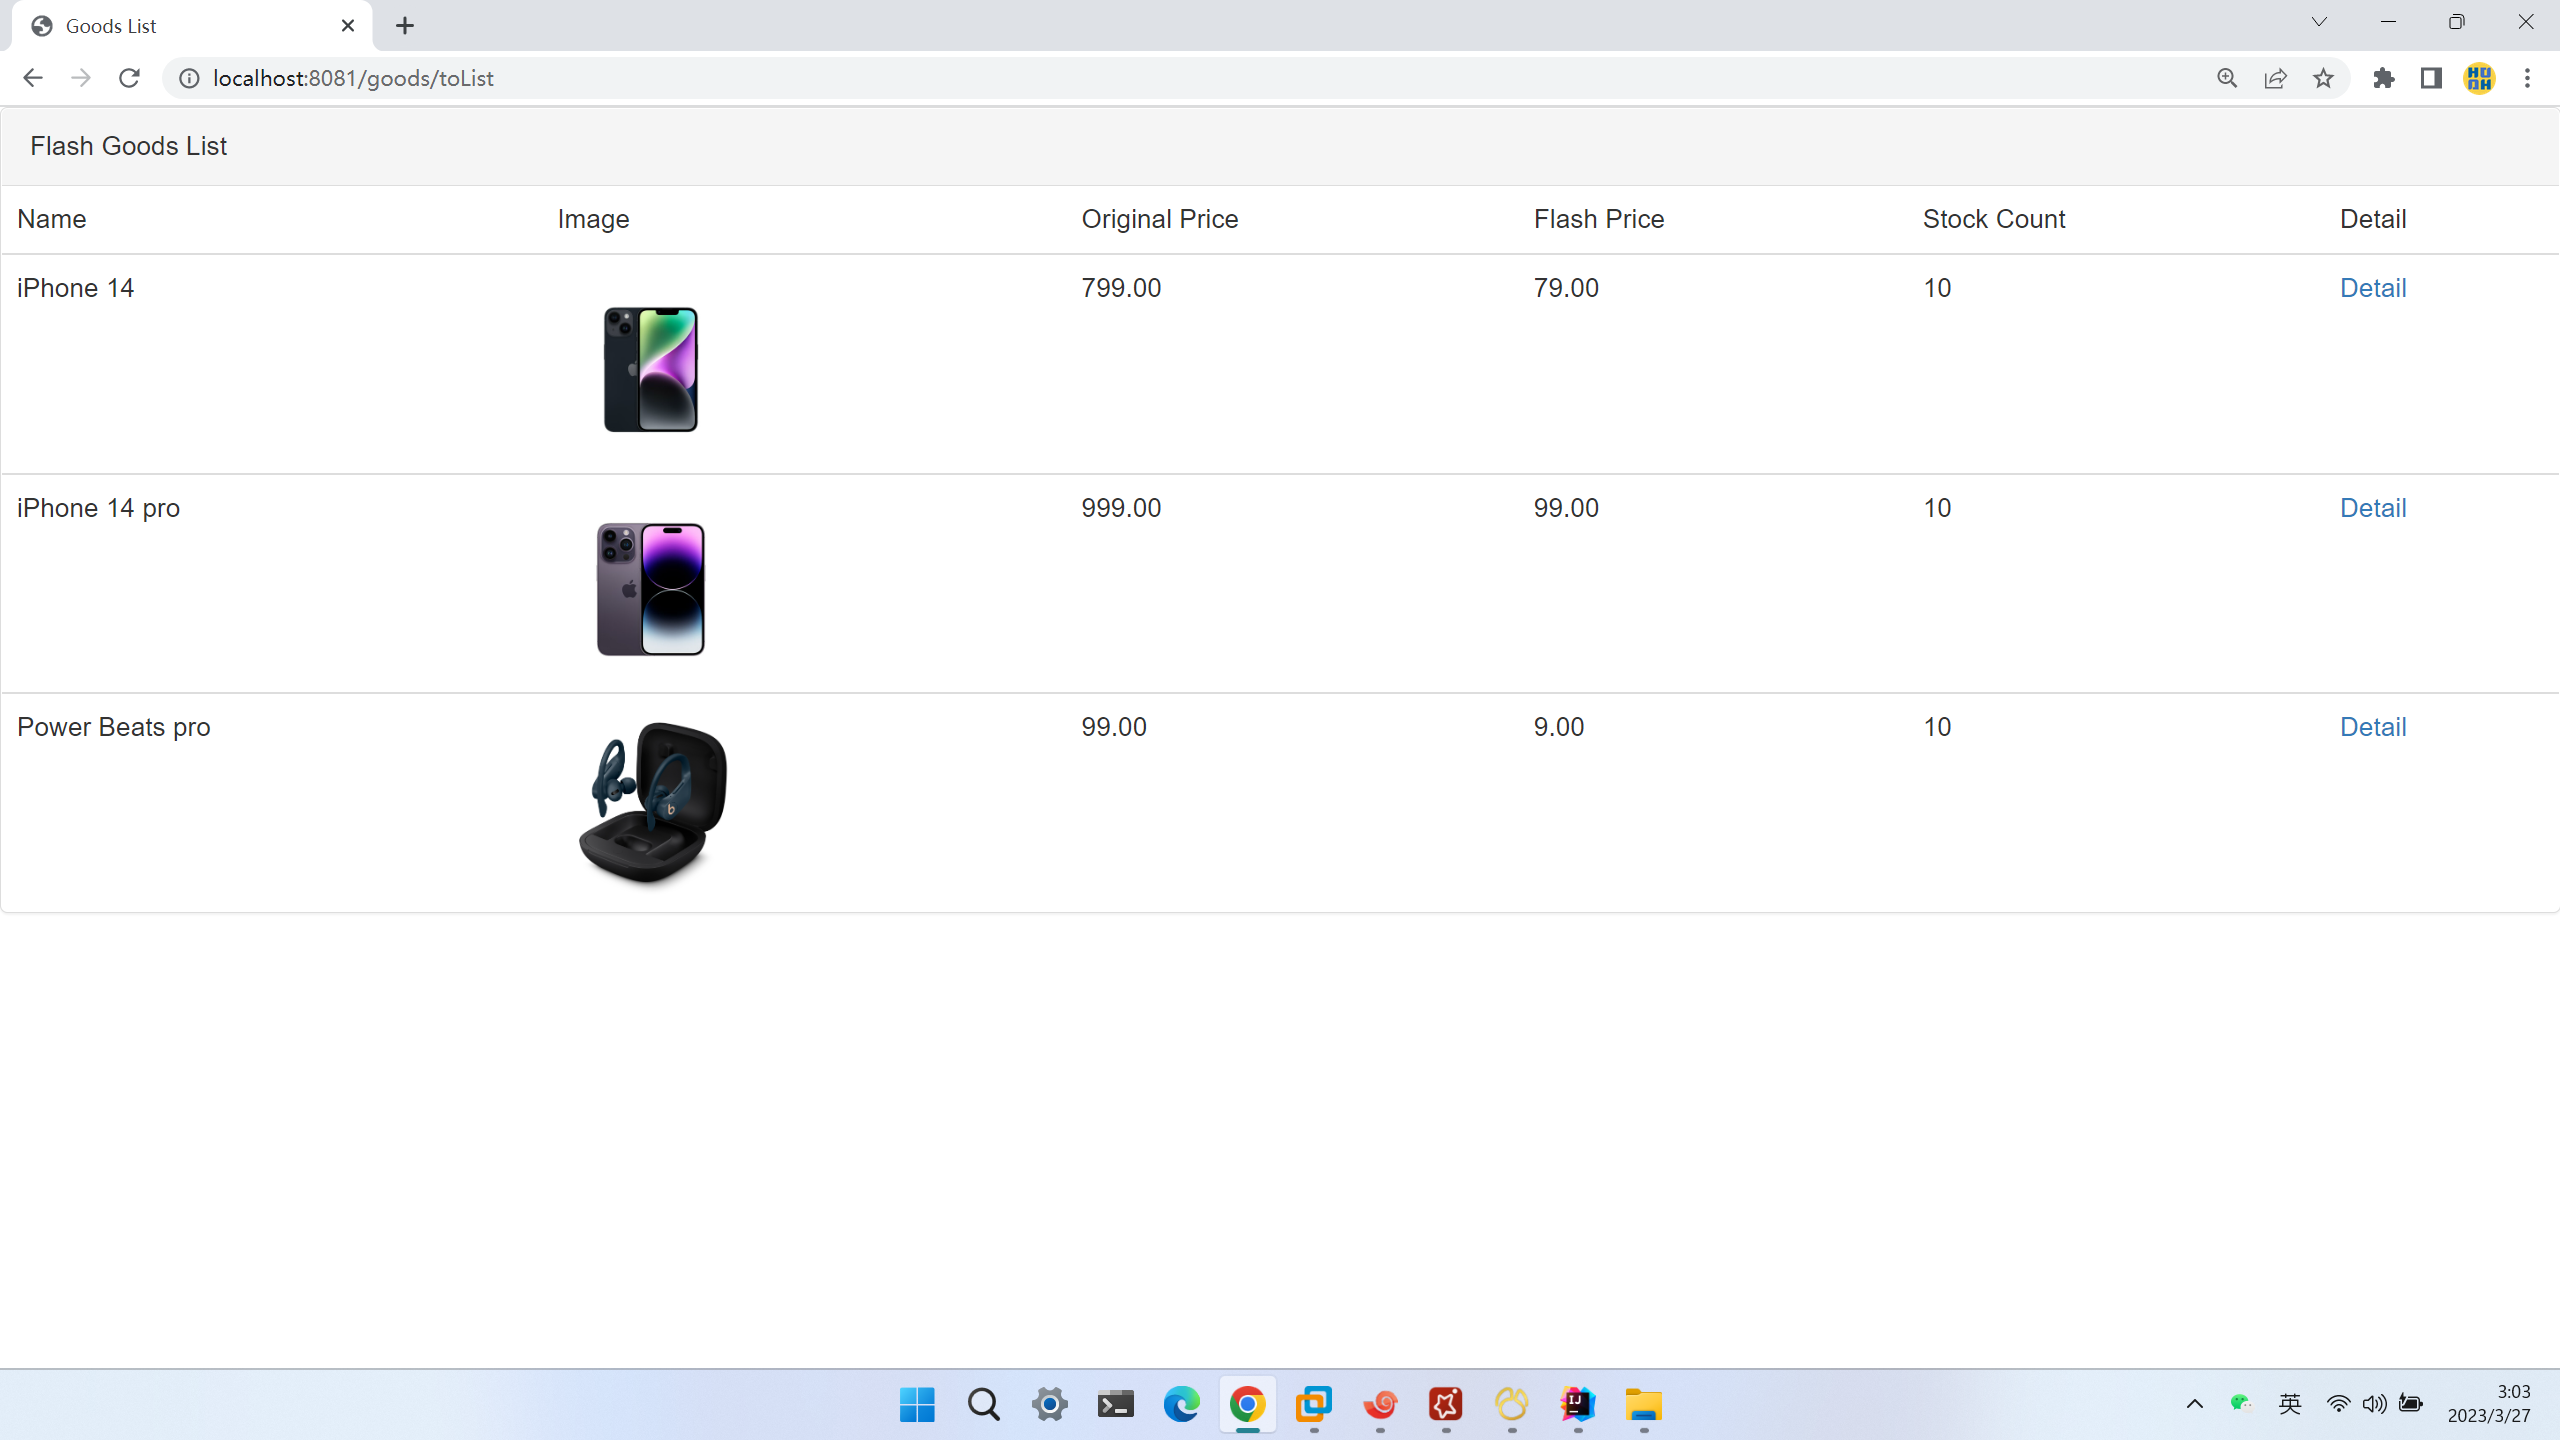 Goods List
localhost:8081/goods/toList
Flash Goods List
Name Image Original Price Flash Price Stock Count Detail
iPhone 14 799.00 79.00 10 Detail
iPhone 14 pro 999.00 99.00 10 Detail
Power Beats pro 99.00 9.00 10 Detail
英
3:03
2023/3/27